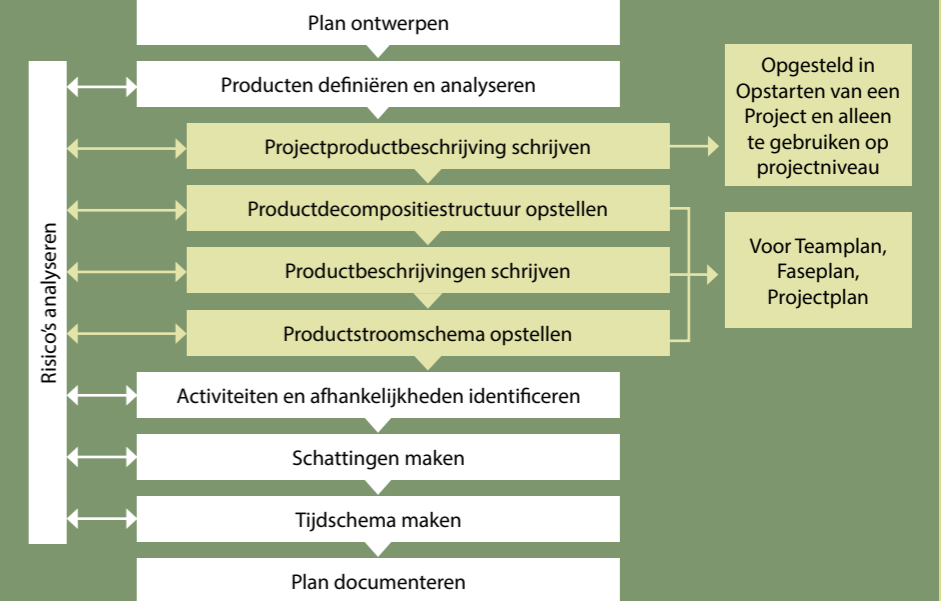 Plan ontwerpen
Producten definiëren en analyseren
Projectproductbeschrijving schrijven
Productdecompositiestructuur opstellen
Productbeschrijvingen schrijven
Productstroomschema opstellen
Activiteiten en afhankelijkheden identificeren
Schattingen maken
Tijdschema maken
Plan documenteren
Risico's analyseren
Opgesteld in
Opstarten van een
Project en alleen
te gebruiken op
projectniveau
Voor Teamplan,
Faseplan,
Projectplan